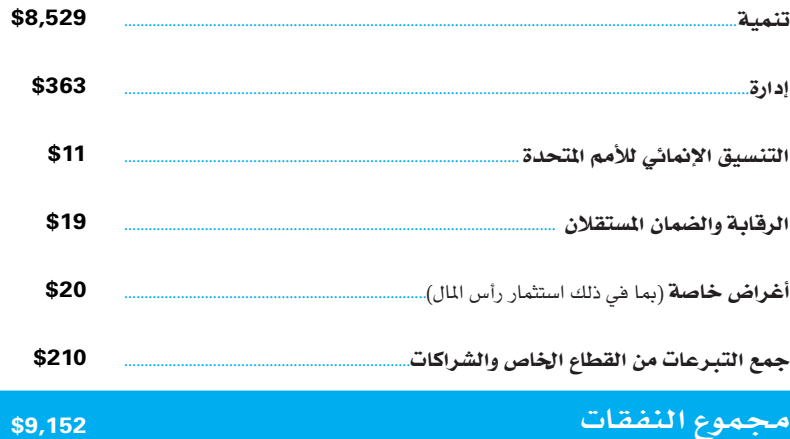 تنمية $8,529
إدارة $363
التنسيق الإنمائي للأمم المتحدة $11
الرقابة والضمان المستقلان $19
أغراض خاصة (بما في ذلك استثمار رأس المال) $20
جمع التبرعات من القطاع الخاص والشراكات $210
مجموع النفقات $9,152